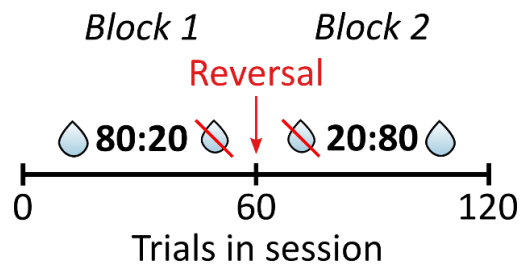 Block 1 Block 2
Reversal
80:20 20:80
0 60 120
Trials in session